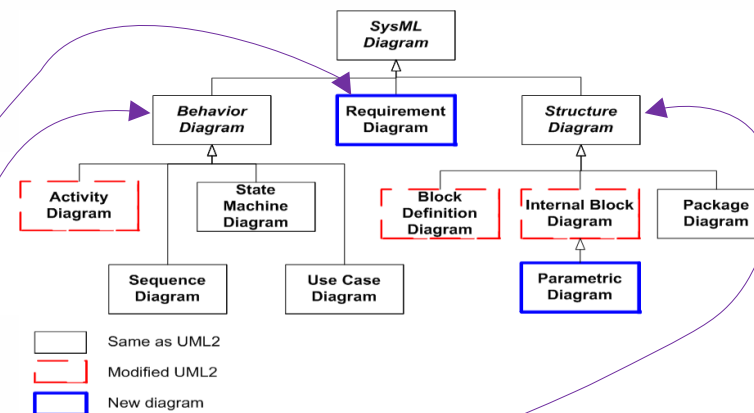 SysML
Diagram
Behavior
Diagram
Requirement
Diagram
Structure
Diagram
Activity
Diagram
State
Machine
Diagram
Block
Definition
Diagram
Internal Block
Diagram
Package
Diagram
Sequence
Diagram
Use Case
Diagram
Parametric
Diagram
Same as UML2
Modified UML2
New diagram